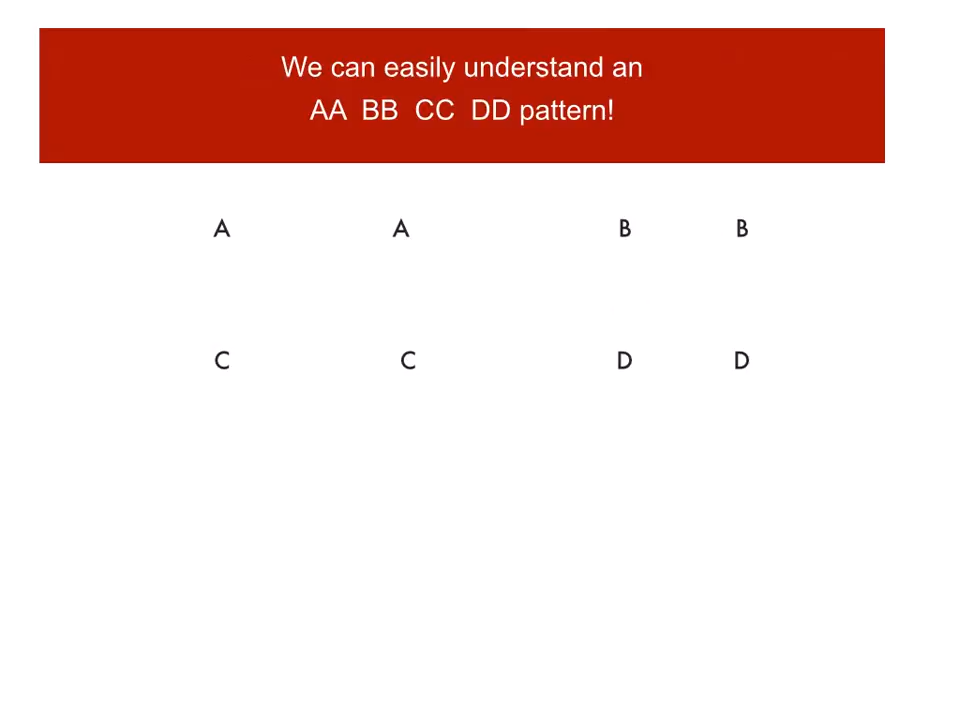 We can easily understand an
AA BB CC DD pattern!
A A B B
C C D D